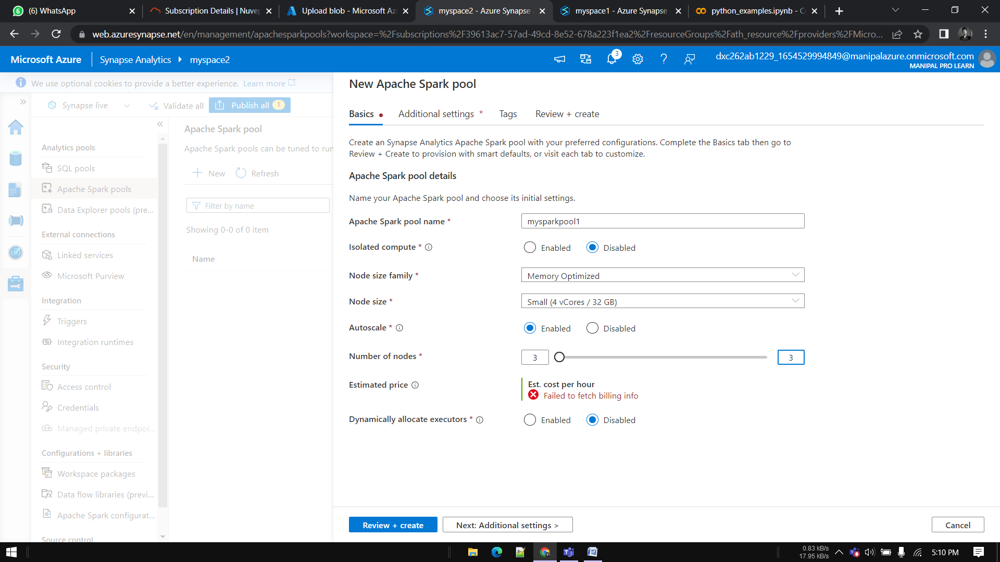 6
(6) WhatsApp
Subscription Details | Nuvep
Upload blob - Microsoft Az
myspace2 - Azure Synapse
myspace1 - Azure Synapse
CO
python_examples.ipynb - C
web.azuresynapse.net/en/management/apachesparkpools?workspace=%2Fsubscriptions%2F39613ac7-57ad-49cd-8e52-678a223f1ea2%2FresourceGroups%2Fath_resource%2Fproviders%2FMicro...
Microsoft Azure
Synapse Analytics
myspace2
3
dxc262ab1229_1654529994849@manipalazure.onmicrosoft.com
MANIPAL PRO LEARN
We use optional cookies to provide a better experience. Learn more
Synapse live
Validate all
Publish all 1
Analytics pools
SQL pools
Apache Spark pools
Data Explorer pools (pre...
External connections
Linked services
Microsoft Purview
Integration
Triggers
Integration runtimes
Security
Access control
Credentials
Managed private endpoi...
Configurations + libraries
Workspace packages
Data flow libraries (previ...
Apache Spark configurat...
Source control
Apache Spark pool
Apache Spark pools can be tuned to run
New
Refresh
Filter by name
Showing 0-0 of 0 item
Name
New Apache Spark pool
Basics
Additional settings *
Tags
Review + create
Create an Synapse Analytics Apache Spark pool with your preferred configurations. Complete the Basics tab then go to
Review + Create to provision with smart defaults, or visit each tab to customize.
Apache Spark pool details
Name your Apache Spark pool and choose its initial settings.
Apache Spark pool name *
mysparkpool1
Isolated compute *
Enabled
Disabled
Node size family *
Memory Optimized
Node size *
Small (4 vCores / 32 GB)
Autoscale *
Enabled
Disabled
Number of nodes *
3
3
Estimated price
Est. cost per hour
Failed to fetch billing info
Dynamically allocate executors *
Enabled
Disabled
Review + create
Next: Additional settings >
Cancel
0.83 kB/s
17.95 kB/s
5:10 PM